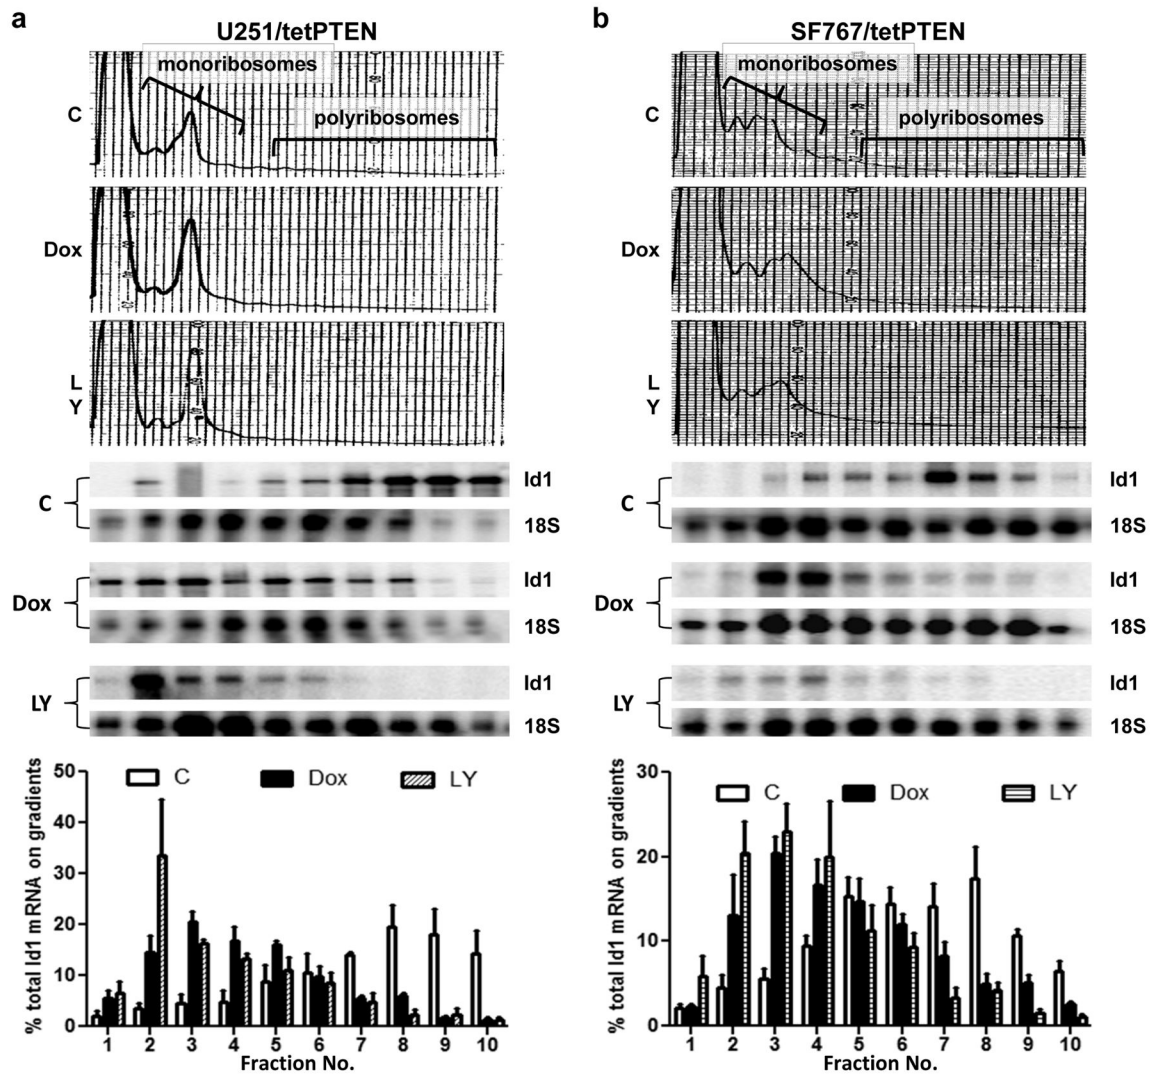 a
U251/tetPTEN
monoribosomes
C
polyribosomes
Dox
L
Y
C
Id1
18S
Dox
Id1
18S
LY
Id1
18S
% total Id1 mRNA on gradients
50
40
30
20
10
0
C
Dox
LY
1 2 3 4 5 6 7 8 9 10
Fraction No.
b
SF767/tetPTEN
monoribosomes
C
polyribosomes
Dox
L
Y
C
Id1
18S
Dox
Id1
18S
LY
Id1
18S
% total Id1 mRNA on gradients
30
20
10
0
C
Dox
LY
1 2 3 4 5 6 7 8 9 10
Fraction No.